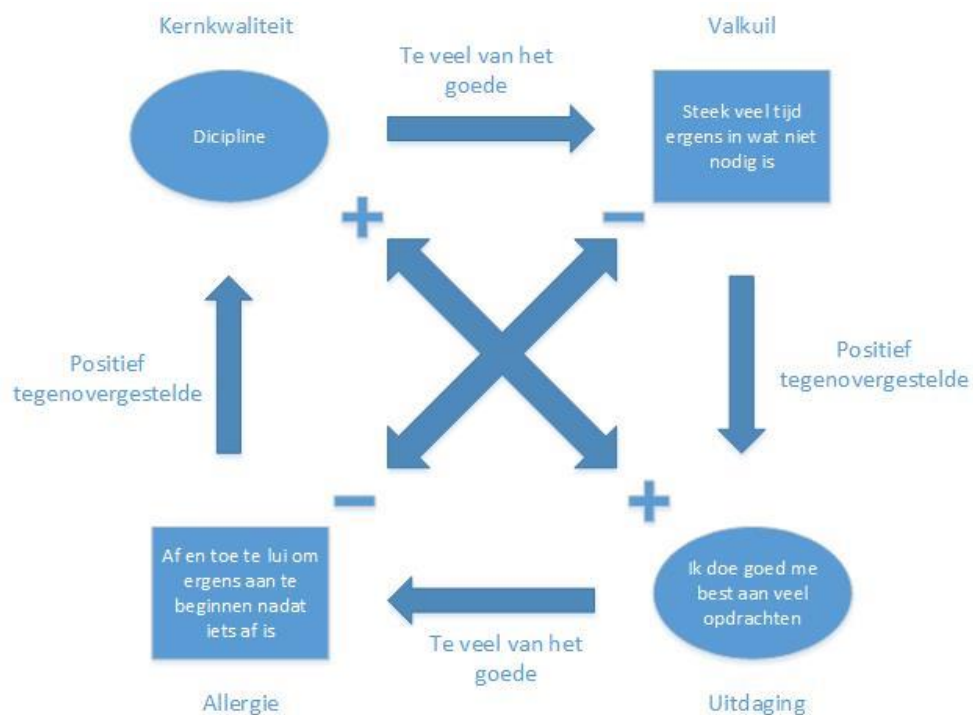 Kernkwaliteit
Valkuil
Te veel van het
goede
Dicipline
Steek veel tijd
ergens in wat niet
nodig is
+
−
Positief
tegenovergestelde
Positief
tegenovergestelde
−
+
Af en toe te lui om
ergens aan te
beginnen nadat
iets af is
Ik doe goed me
best aan veel
opdrachten
Te veel van het
goede
Allergie
Uitdaging